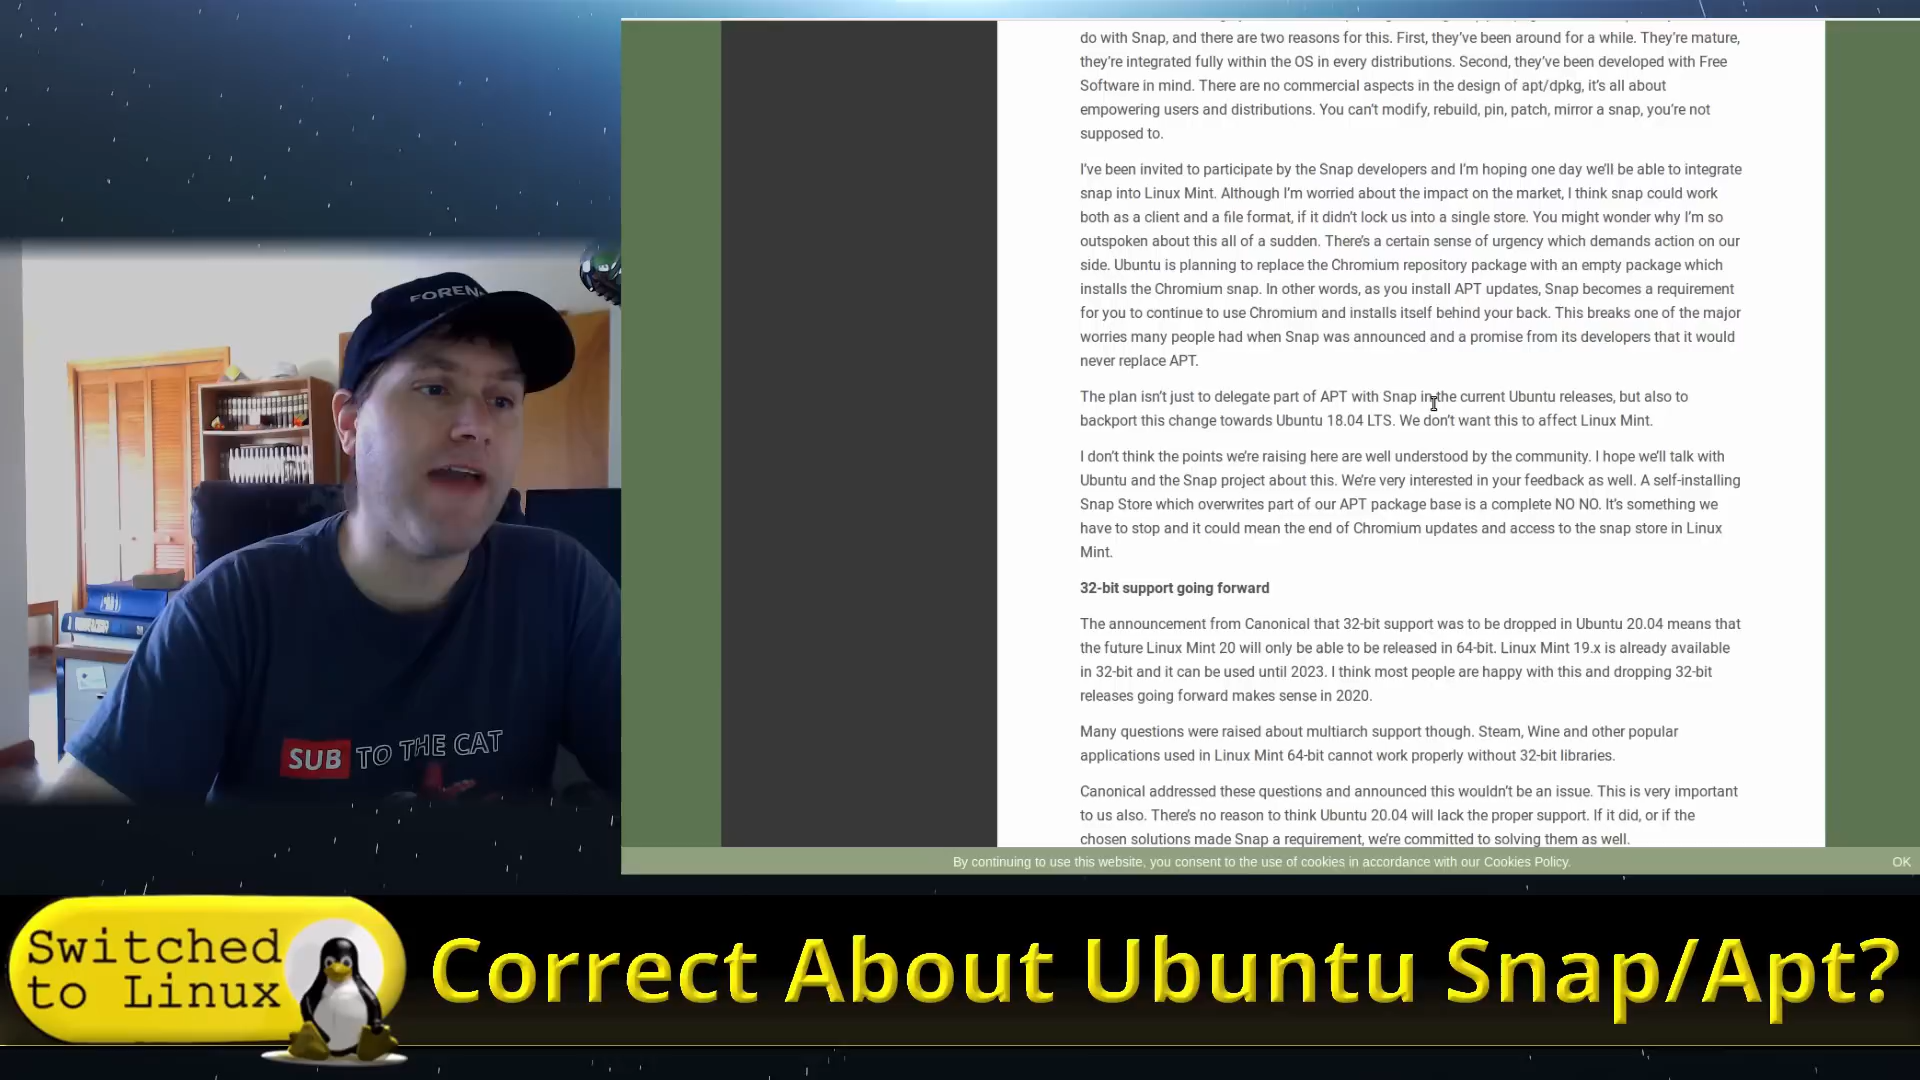 do with Snap, and there are two reasons for this. First, they've been around for a while. They're mature,
they're integrated fully within the OS in every distributions. Second, they've been developed with Free
Software in mind. There are no commercial aspects in the design of apt/dpkg, it's all about
empowering users and distributions. You can't modify, rebuild, pin, patch, mirror a snap, you're not
supposed to.
I've been invited to participate by the Snap developers and I'm hoping one day we'll be able to integrate
snap into Linux Mint. Although I'm worried about the impact on the market, I think snap could work
both as a client and a file format, if it didn't lock us into a single store. You might wonder why I'm so
outspoken about this all of a sudden. There's a certain sense of urgency which demands action on our
side. Ubuntu is planning to replace the Chromium repository package with an empty package which
installs the Chromium snap. In other words, as you install APT updates, Snap becomes a requirement
for you to continue to use Chromium and installs itself behind your back. This breaks one of the major
worries many people had when Snap was announced and a promise from its developers that it would
never replace APT.
The plan isn't just to delegate part of APT with Snap in the current Ubuntu releases, but also to
backport this change towards Ubuntu 18.04 LTS. We don't want this to affect Linux Mint.
I don't think the points we're raising here are well understood by the community. I hope we'll talk with
Ubuntu and the Snap project about this. We're very interested in your feedback as well. A self-installing
Snap Store which overwrites part of our APT package base is a complete NO NO. It's something we
have to stop and it could mean the end of Chromium updates and access to the snap store in Linux
Mint.
32-bit support going forward
The announcement from Canonical that 32-bit support was to be dropped in Ubuntu 20.04 means that
the future Linux Mint 20 will only be able to be released in 64-bit. Linux Mint 19.x is already available
in 32-bit and it can be used until 2023. I think most people are happy with this and dropping 32-bit
releases going forward makes sense in 2020.
Many questions were raised about multiarch support though. Steam, Wine and other popular
applications used in Linux Mint 64-bit cannot work properly without 32-bit libraries.
Canonical addressed these questions and announced this wouldn't be an issue. This is very important
to us also. There's no reason to think Ubuntu 20.04 will lack the proper support. If it did, or if the
chosen solutions made Snap a requirement, we're committed to solving them as well.
By continuing to use this website, you consent to the use of cookies in accordance with our Cookies Policy.
OK
SUB TO THE CAT
Switched
to Linux
Correct About Ubuntu Snap/Apt?